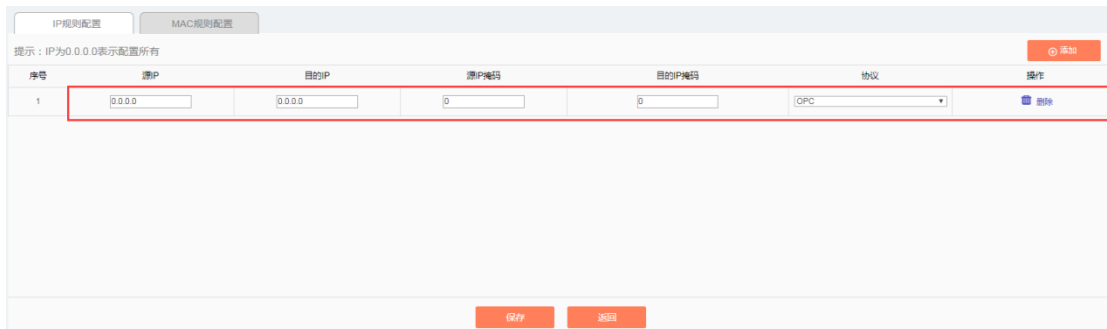 IP规则配置 MAC规则配置
提示：IP为0.0.0.0表示配置所有 添加
序号 源IP 目的IP 源IP掩码 目的IP掩码 协议 操作
1 0.0.0.0 0.0.0.0 0 0 OPC 删除
保存 返回